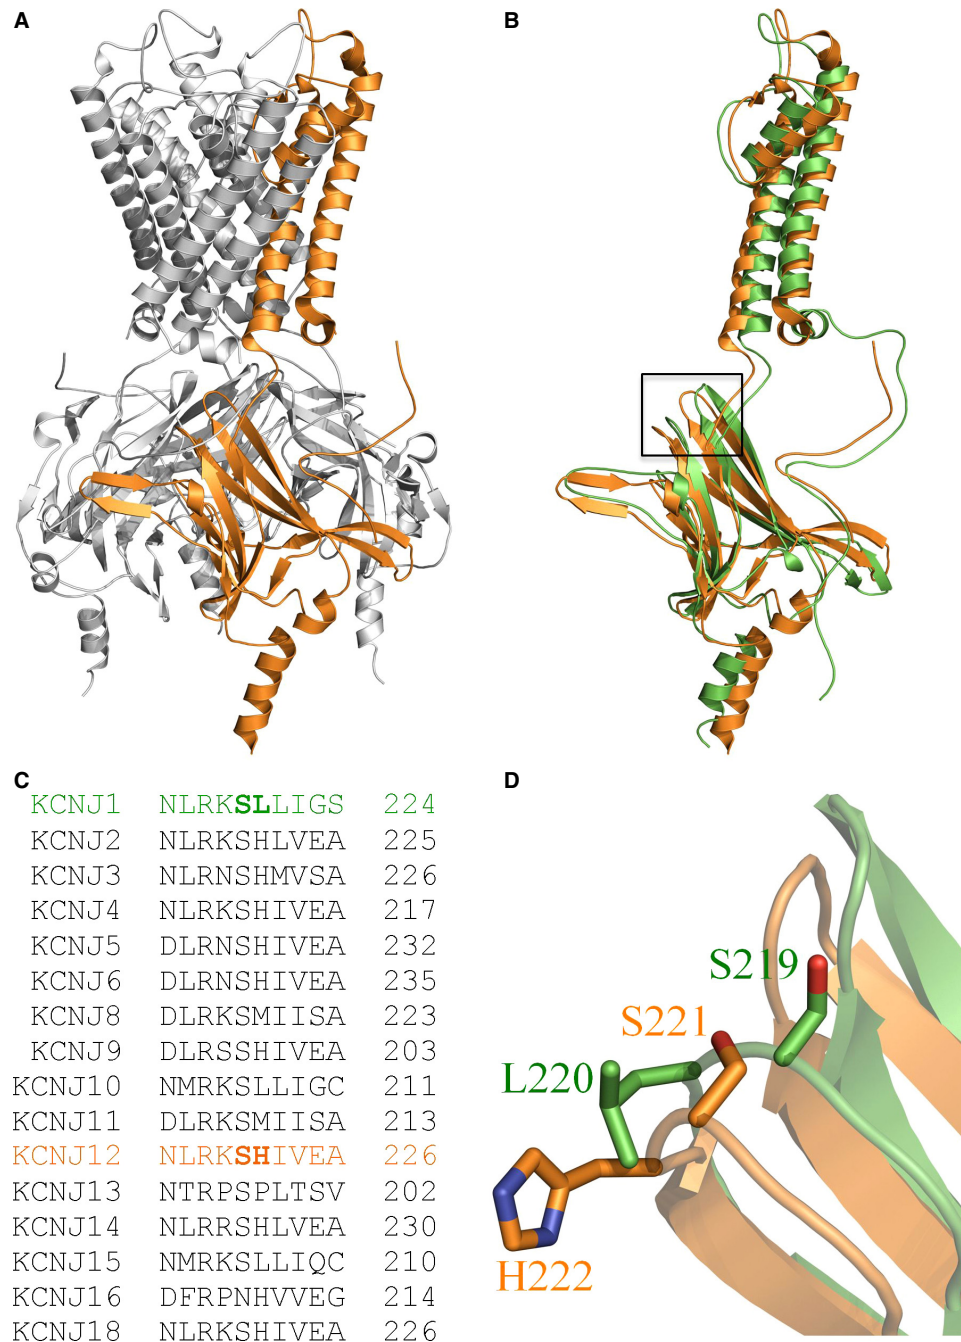 A
B
C
KCNJ1 NLRKSLLIGS 224
KCNJ2 NLRKSHLVEA 225
KCNJ3 NLRNSHMVSA 226
KCNJ4 NLRKSHIVEA 217
KCNJ5 DLRNSHIVEA 232
KCNJ6 DLRNSHIVEA 235
KCNJ8 DLRKSMIISA 223
KCNJ9 DLRSSHIVEA 203
KCNJ10 NMRKSLLIGC 211
KCNJ11 DLRKSMIISA 213
KCNJ12 NLRKSHIVEA 226
KCNJ13 NTRPSPLTSV 202
KCNJ14 NLRRSHLVEA 230
KCNJ15 NMRKSLLIQC 210
KCNJ16 DFRPNHVVEG 214
KCNJ18 NLRKSHIVEA 226
D
S219
S221
L220
H222